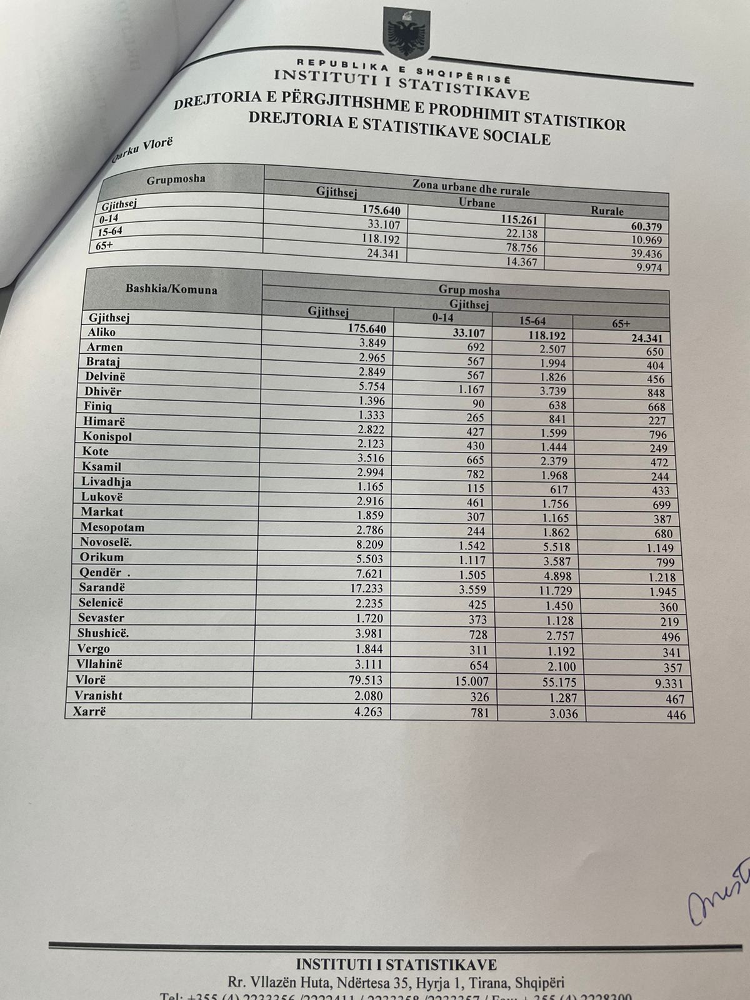 REPUBLIKA E SHQIPËRISË
INSTITUTI I STATISTIKAVE
DREJTORIA E PËRGJITHSHME E PRODHIMIT STATISTIKOR
DREJTORIA E STATISTIKAVE SOCIALE
Qarku Vlorë
Grupmosha Zona urbane dhe rurale
Gjithsej Urbane Rurale
Gjithsej 175.640 115.261 60.379
0-14 33.107 22.138 10.969
15-64 118.192 78.756 39.436
65+ 24.341 14.367 9.974
Bashkia/Komuna Grup mosha
Gjithsej
Gjithsej 0-14 15-64 65+
Gjithsej 175.640 33.107 118.192 24.341
Aliko 3.849 692 2.507 650
Armen 2.965 567 1.994 404
Brataj 2.849 567 1.826 456
Delvinë 5.754 1.167 3.739 848
Dhivër 1.396 90 638 668
Finiq 1.333 265 841 227
Himarë 2.822 427 1.599 796
Konispol 2.123 430 1.444 249
Kote 3.516 665 2.379 472
Ksamil 2.994 782 1.968 244
Livadhja 1.165 115 617 433
Lukovë 2.916 461 1.756 699
Markat 1.859 307 1.165 387
Mesopotam 2.786 244 1.862 680
Novoselë. 8.209 1.542 5.518 1.149
Orikum 5.503 1.117 3.587 799
Qendër . 7.621 1.505 4.898 1.218
Sarandë 17.233 3.559 11.729 1.945
Selenicë 2.235 425 1.450 360
Sevaster 1.720 373 1.128 219
Shushicë. 3.981 728 2.757 496
Vergo 1.844 311 1.192 341
Vllahinë 3.111 654 2.100 357
Vlorë 79.513 15.007 55.175 9.331
Vranisht 2.080 326 1.287 467
Xarrë 4.263 781 3.036 446
INSTITUTI I STATISTIKAVE
Rr. Vllazën Huta, Ndërtesa 35, Hyrja 1, Tirana, Shqipëri
Tel: +355 (4) 2233356 /2222411 / 2233358 /2233357 / Fax: + 355 (4) 2228300